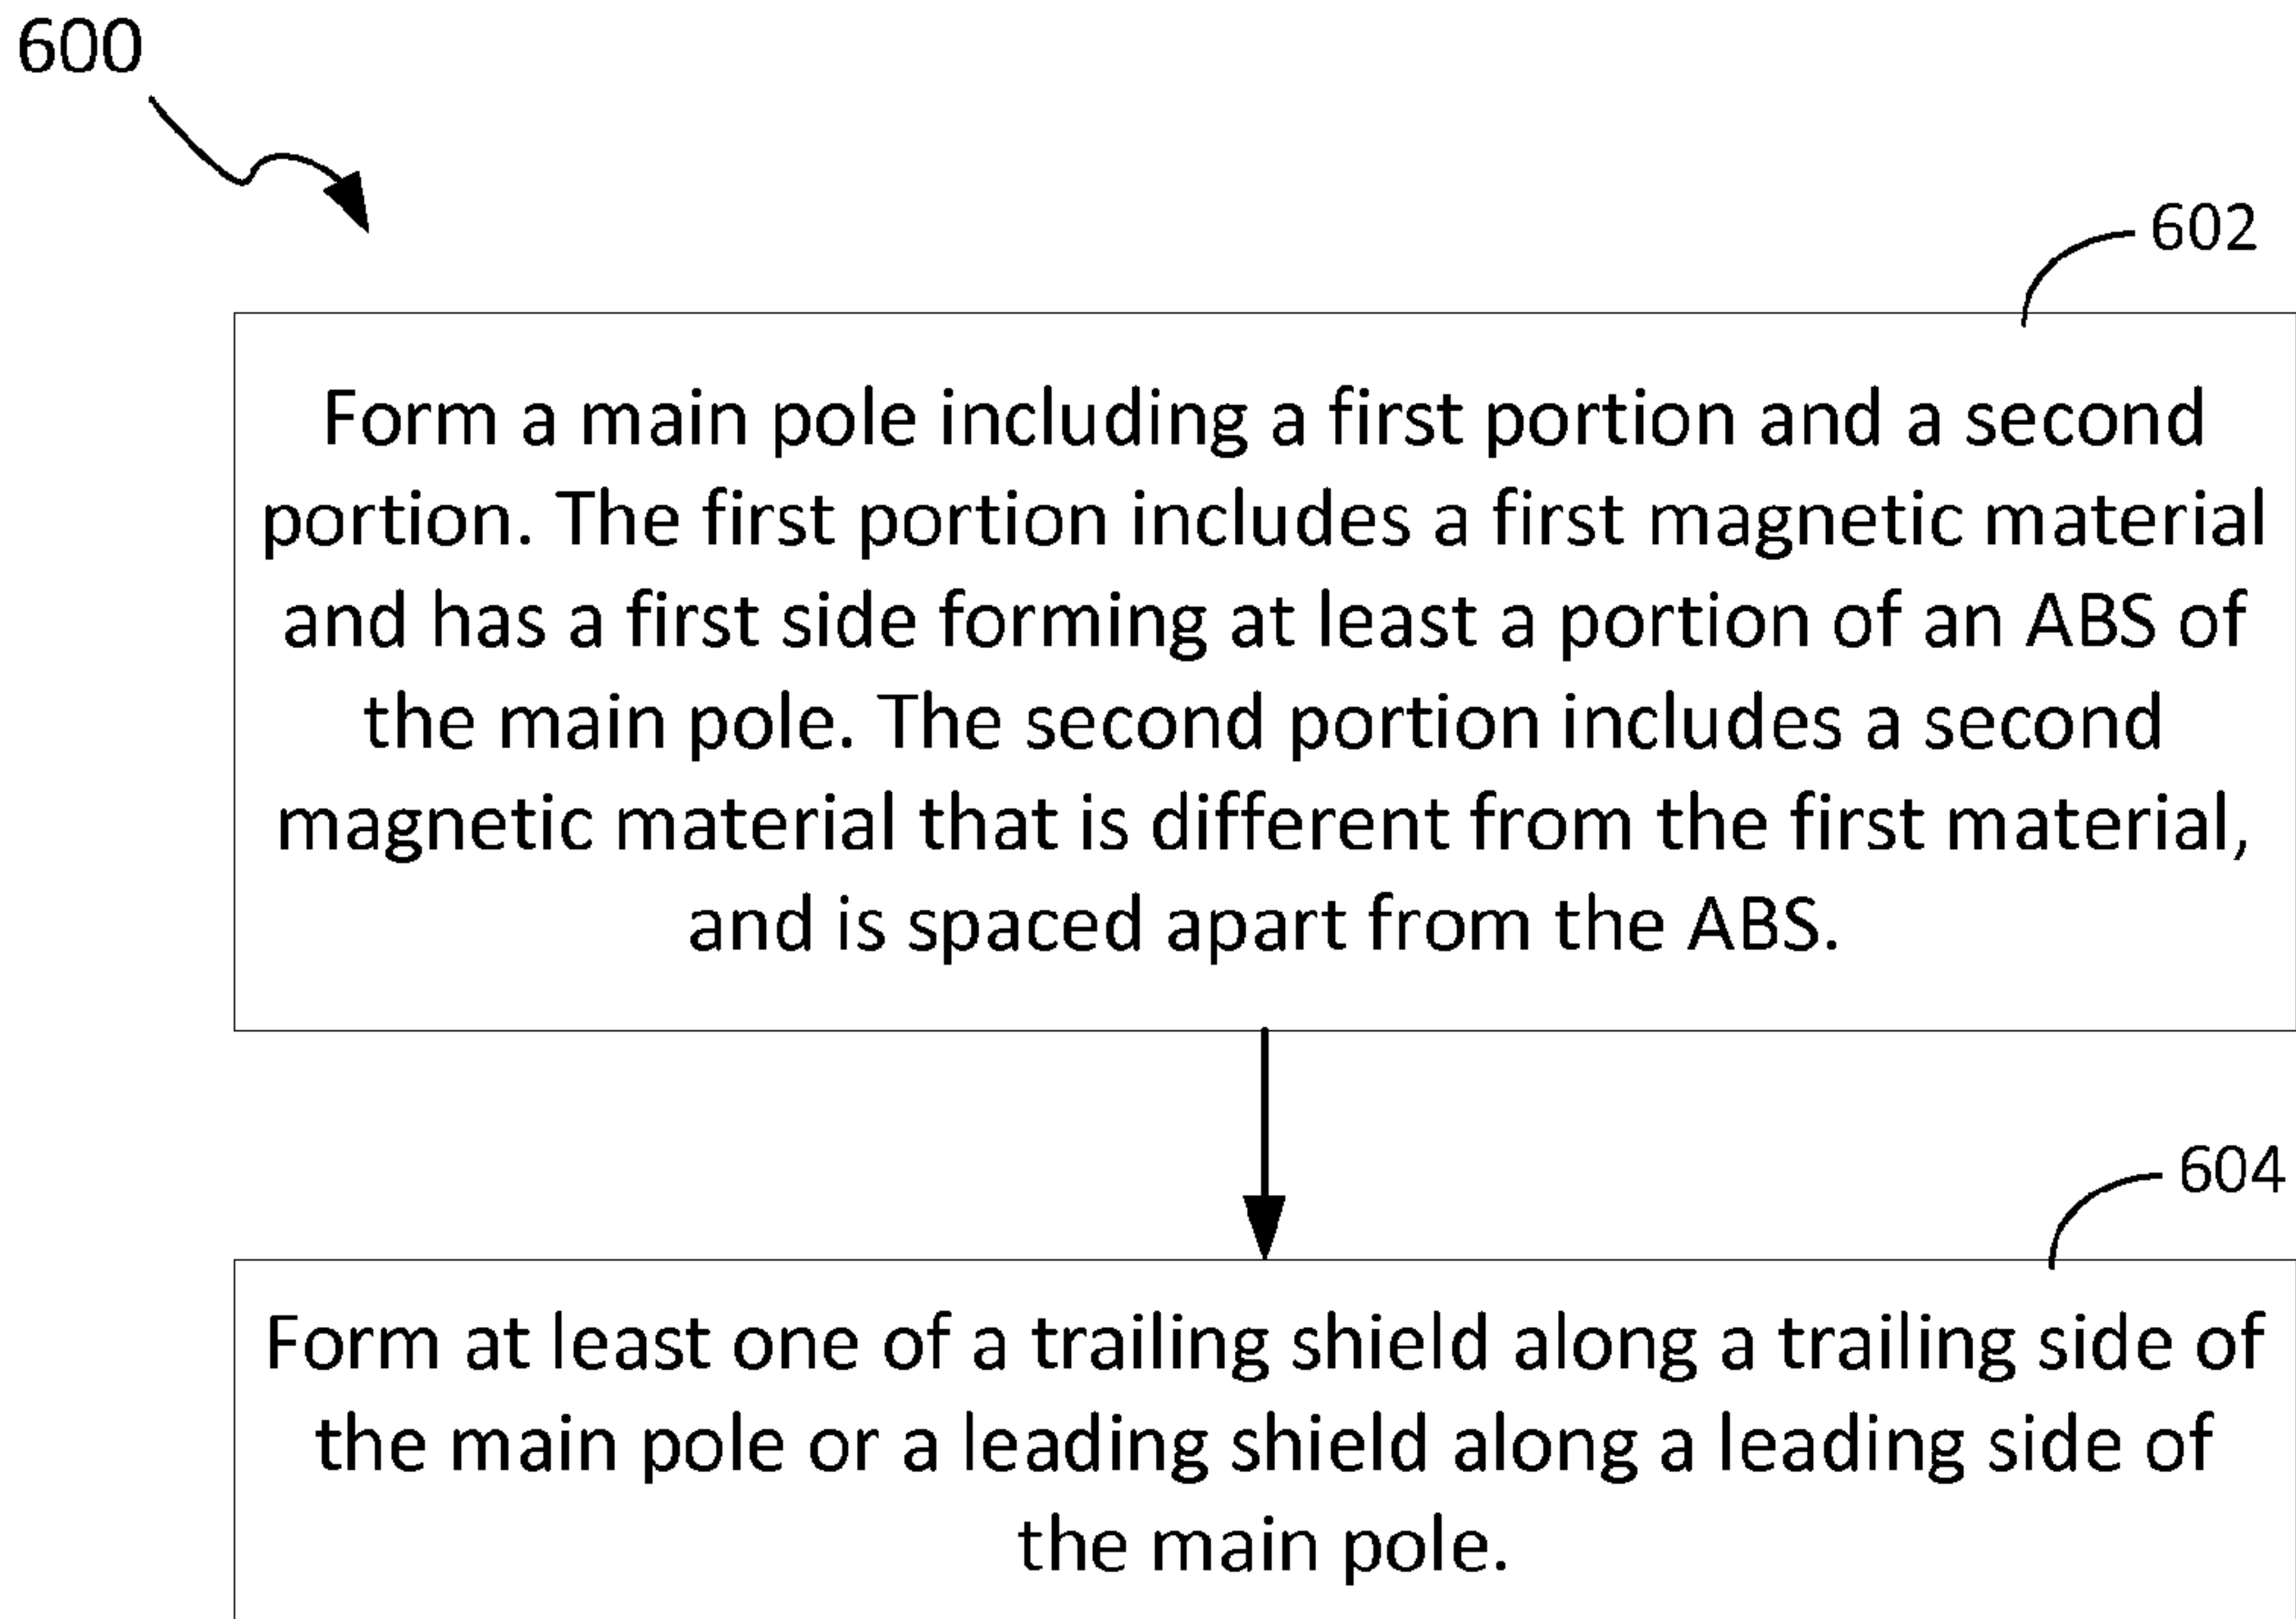 600
602
Form a main pole including a first portion and a second
portion. The first portion includes a first magnetic material
and has a first side forming at least a portion of an ABS of
the main pole. The second portion includes a second
magnetic material that is different from the first material,
and is spaced apart from the ABS.
604
Form at least one of a trailing shield along a trailing side of
the main pole or a leading shield along a leading side of
the main pole.